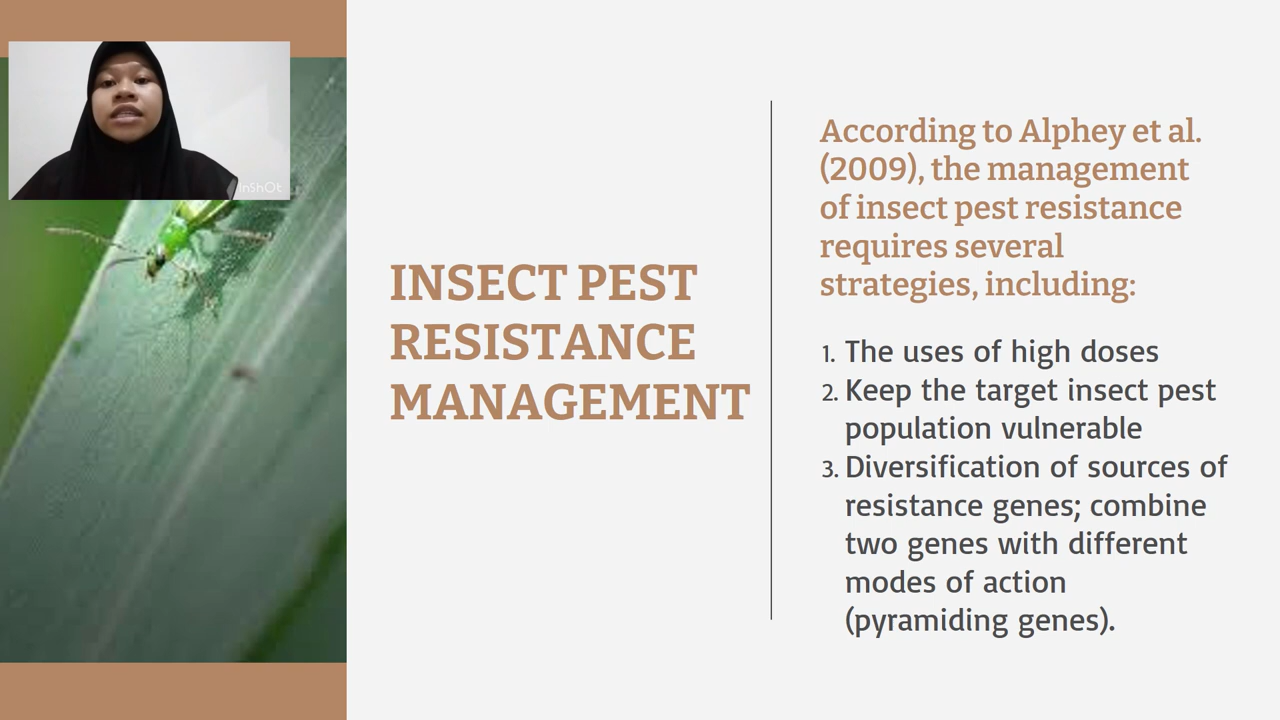 InShOt
INSECT PEST
RESISTANCE
MANAGEMENT
According to Alphey et al.
(2009), the management
of insect pest resistance
requires several
strategies, including:
1. The uses of high doses
2. Keep the target insect pest
population vulnerable
3. Diversification of sources of
resistance genes; combine
two genes with different
modes of action
(pyramiding genes).